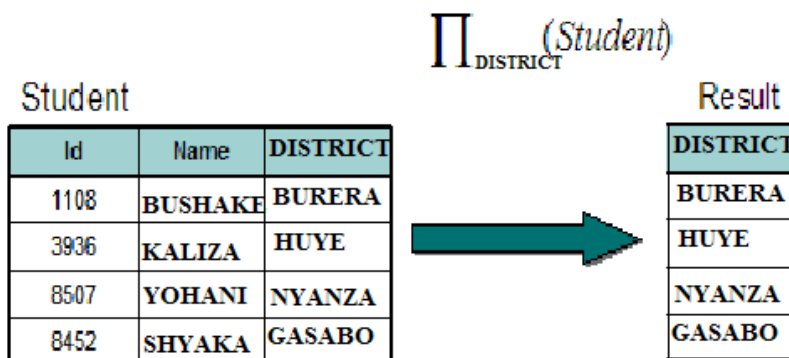 ∏DISTRICT(Student)
Student
Result
Id Name DISTRICT
1108 BUSHAKE BURERA
3936 KALIZA HUYE
8507 YOHANI NYANZA
8452 SHYAKA GASABO
DISTRICT
BURERA
HUYE
NYANZA
GASABO